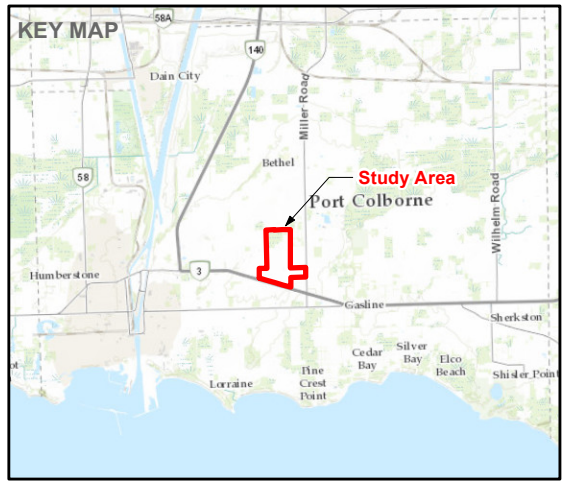 KEY MAP
58A
140
Dain City
Miller Road
Bethel
58
Study Area
Port Colborne
Wilhelm Road
Humberstone
3
Gasline
Sherkston
Silver
Bay
Cedar
Bay
Elco
Beach
Shisler Point
Lorraine
Pine
Crest
Point
ot